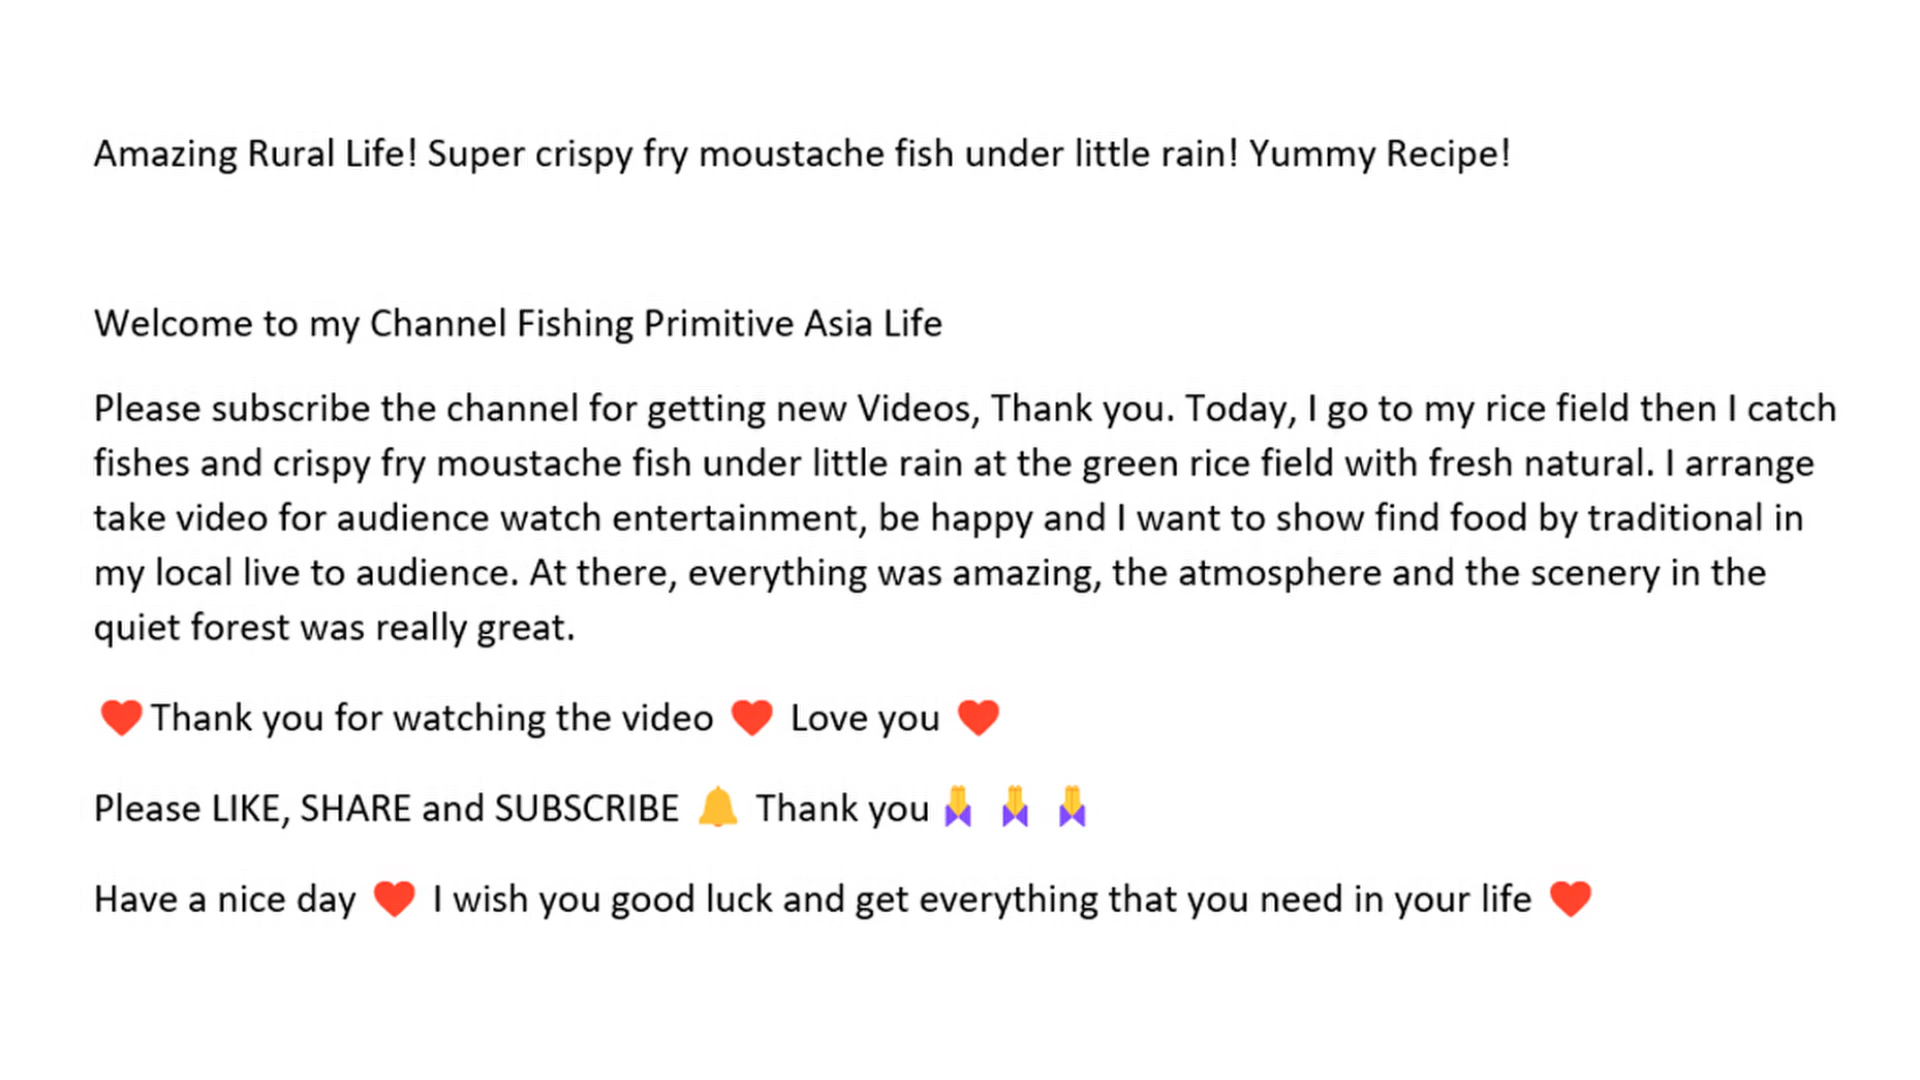 Amazing Rural Life! Super crispy fry moustache fish under little rain! Yummy Recipe!
Welcome to my Channel Fishing Primitive Asia Life
Please subscribe the channel for getting new Videos, Thank you. Today, I go to my rice field then I catch
fishes and crispy fry moustache fish under little rain at the green rice field with fresh natural. I arrange
take video for audience watch entertainment, be happy and I want to show find food by traditional in
my local live to audience. At there, everything was amazing, the atmosphere and the scenery in the
quiet forest was really great.
❤️Thank you for watching the video ❤️ Love you ❤️
Please LIKE, SHARE and SUBSCRIBE 🔔 Thank you🙏 🙏 🙏
Have a nice day ❤️ I wish you good luck and get everything that you need in your life ❤️